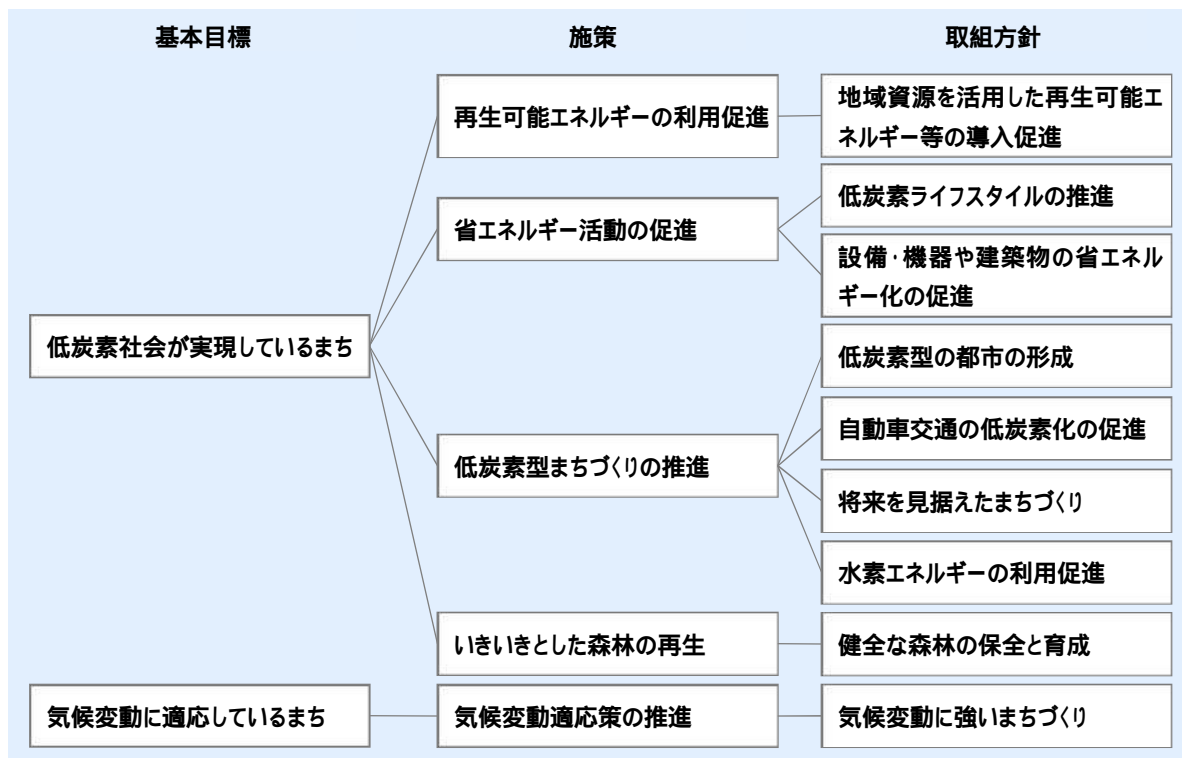 基本目標
施策
取組方針
再生可能エネルギーの利用促進
地域資源を活用した再生可能エ
ネルギー等の導入促進
省エネルギー活動の促進
低炭素ライフスタイルの推進
設備・機器や建築物の省エネル
ギー化の促進
低炭素社会が実現しているまち
低炭素型まちづくりの推進
低炭素型の都市の形成
自動車交通の低炭素化の促進
将来を見据えたまちづくり
水素エネルギーの利用促進
いきいきとした森林の再生
健全な森林の保全と育成
気候変動に適応しているまち
気候変動適応策の推進
気候変動に強いまちづくり